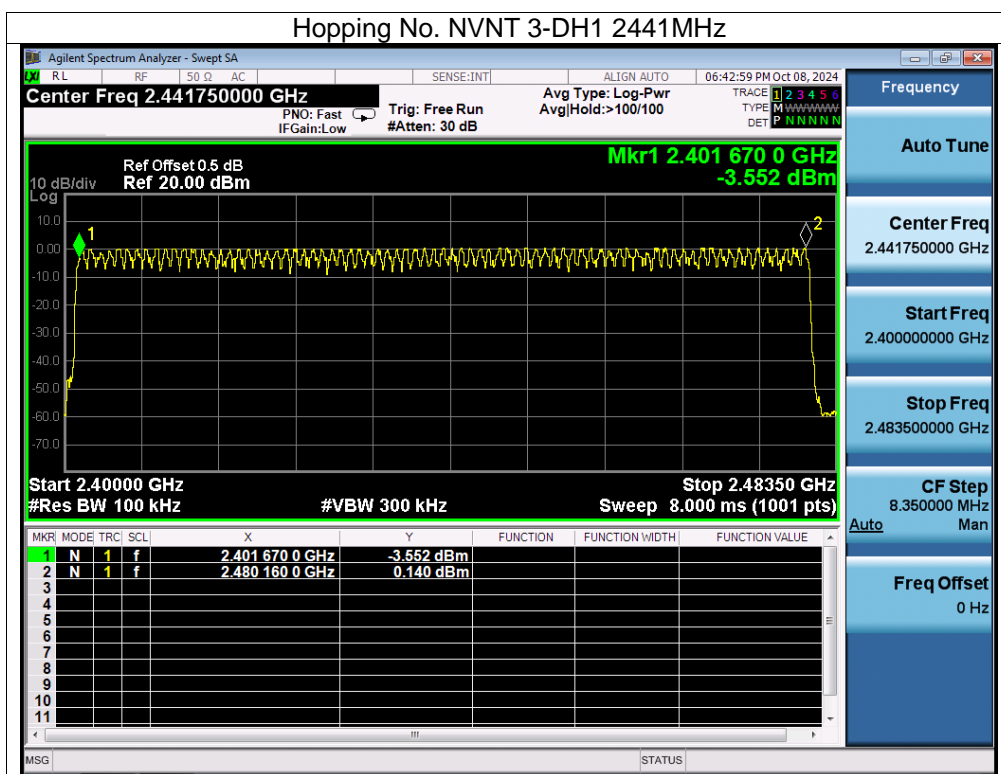 Hopping No. NVNT 3-DH1 2441MHz
Agilent Spectrum Analyzer - Swept SA
LXI RL RF 50 Ω AC SENSE:INT ALIGN AUTO 06:42:59 PM Oct 08, 2024
Center Freq 2.441750000 GHz
PNO: Fast
IFGain:Low
Trig: Free Run
#Atten: 30 dB
Avg Type: Log-Pwr
Avg|Hold:>100/100
TRACE 1 2 3 4 5 6
TYPE M WWWWW
DET P N N N N N
Mkr1 2.401 670 0 GHz
-3.552 dBm
Ref Offset 0.5 dB
Ref 20.00 dBm
10 dB/div
Log
10.0
0.00
-10.0
-20.0
-30.0
-40.0
-50.0
-60.0
-70.0
1
2
Start 2.40000 GHz Stop 2.48350 GHz
#Res BW 100 kHz #VBW 300 kHz Sweep 8.000 ms (1001 pts)
MKR MODE TRC SCL X Y FUNCTION FUNCTION WIDTH FUNCTION VALUE
1 N 1 f 2.401 670 0 GHz -3.552 dBm
2 N 1 f 2.480 160 0 GHz 0.140 dBm
3
4
5
6
7
8
9
10
11
MSG STATUS
Frequency
Auto Tune
Center Freq
2.441750000 GHz
Start Freq
2.400000000 GHz
Stop Freq
2.483500000 GHz
CF Step
8.350000 MHz
Auto Man
Freq Offset
0 Hz